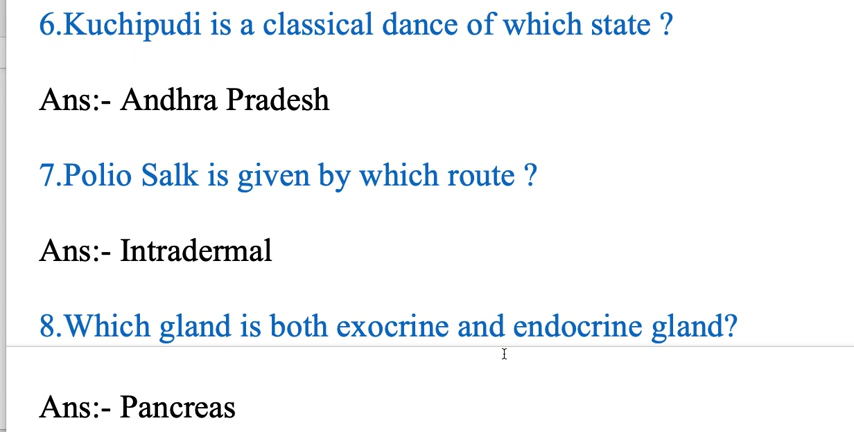 6.Kuchipudi is a classical dance of which state ?
Ans:- Andhra Pradesh
7.Polio Salk is given by which route ?
Ans:- Intradermal
8.Which gland is both exocrine and endocrine gland?
Ans:- Pancreas